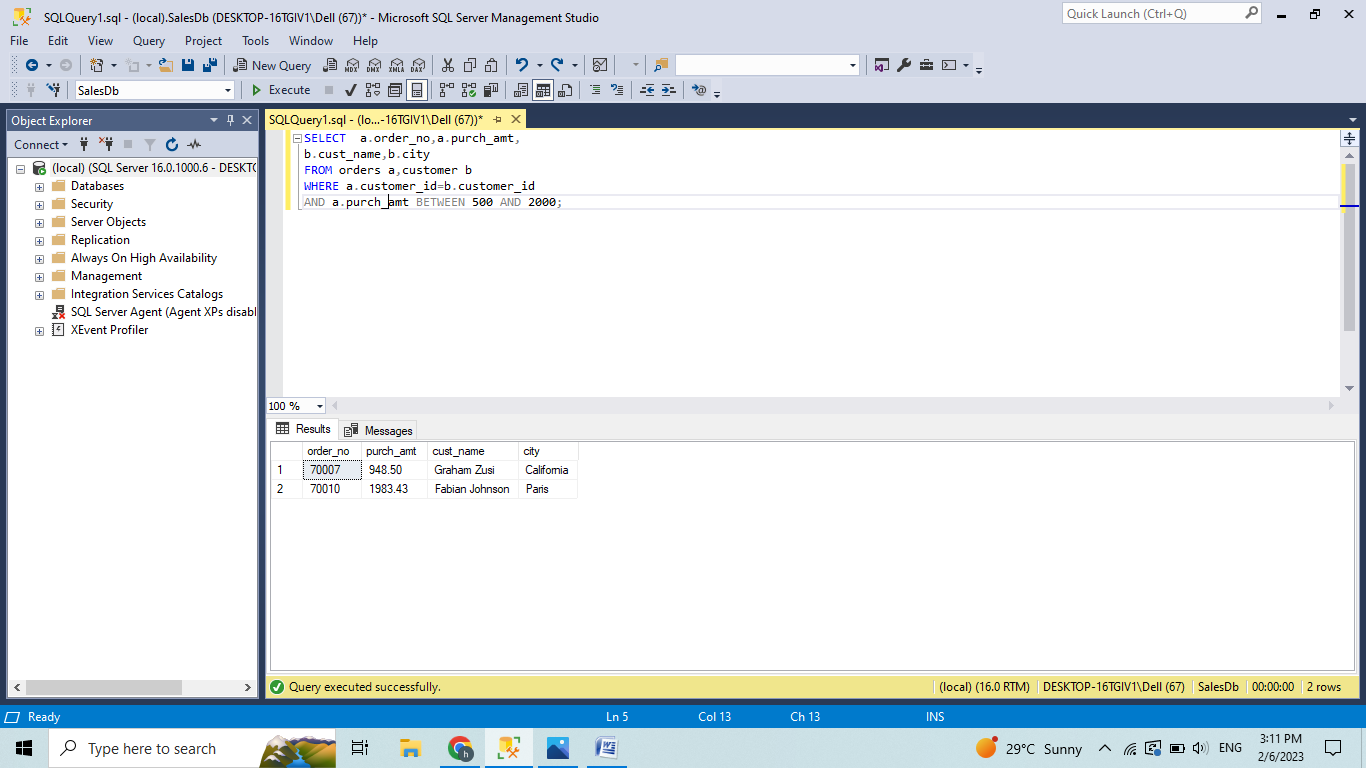 SQLQuery1.sql - (local).SalesDb (DESKTOP-16TGIV1\Dell (67))* - Microsoft SQL Server Management Studio
Quick Launch (Ctrl+Q)
File Edit View Query Project Tools Window Help
New Query MDX DMX XMLA DAX
SalesDb Execute
Object Explorer
SQLQuery1.sql - (lo...-16TGIV1\Dell (67))*
Connect
(local) (SQL Server 16.0.1000.6 - DESKT
Databases
Security
Server Objects
Replication
Always On High Availability
Management
Integration Services Catalogs
SQL Server Agent (Agent XPs disabl
XEvent Profiler
SELECT  a.order_no,a.purch_amt,
b.cust_name,b.city
FROM orders a,customer b
WHERE a.customer_id=b.customer_id
AND a.purch_amt BETWEEN 500 AND 2000;
100 %
Results Messages
order_no purch_amt cust_name city
1 70007 948.50 Graham Zusi California
2 70010 1983.43 Fabian Johnson Paris
Query executed successfully. (local) (16.0 RTM) DESKTOP-16TGIV1\Dell (67) SalesDb 00:00:00 2 rows
Ready Ln 5 Col 13 Ch 13 INS
Type here to search
29°C Sunny ENG
3:11 PM
2/6/2023